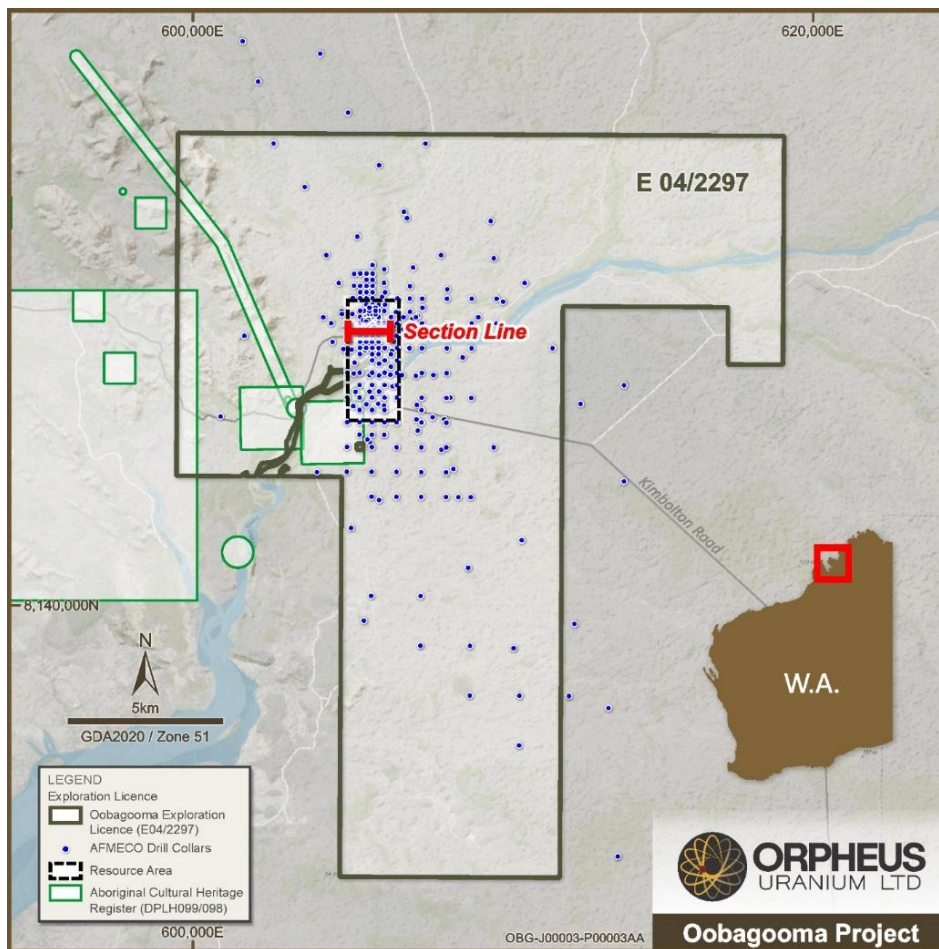 600,000E
620,000E
E 04/2297
Section Line
Kimbolton Road
8,140,000N
N
5km
GDA2020 / Zone 51
W.A.
LEGEND
Exploration Licence
Oobagooma Exploration
Licence (E04/2297)
AFMECO Drill Collars
Resource Area
Aboriginal Cultural Heritage
Register (DPLH099/098)
ORPHEUS
URANIUM LTD
600,000E
OBG-J00003-P00003AA
Oobagooma Project